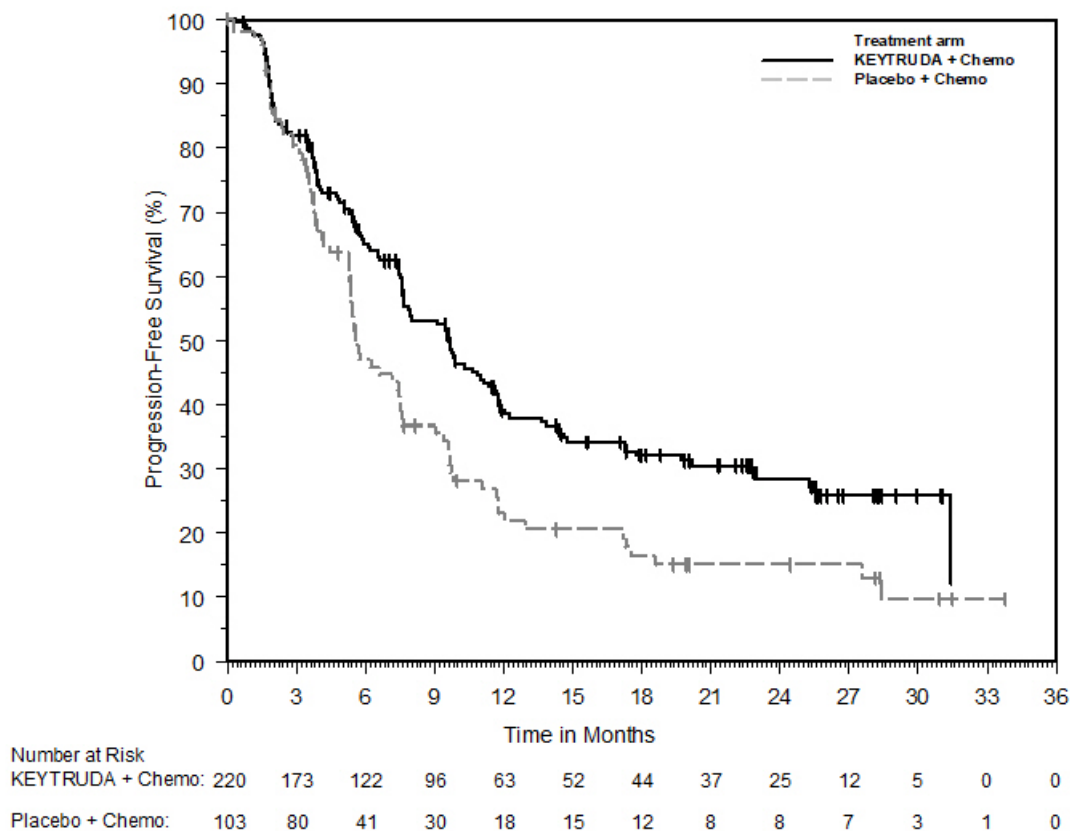 Treatment arm
KEYTRUDA + Chemo
Placebo + Chemo
Progression-Free Survival (%)
100
90
80
70
60
50
40
30
20
10
0
0 3 6 9 12 15 18 21 24 27 30 33 36
Time in Months
Number at Risk
KEYTRUDA + Chemo: 220 173 122 96 63 52 44 37 25 12 5 0 0
Placebo + Chemo: 103 80 41 30 18 15 12 8 8 7 3 1 0